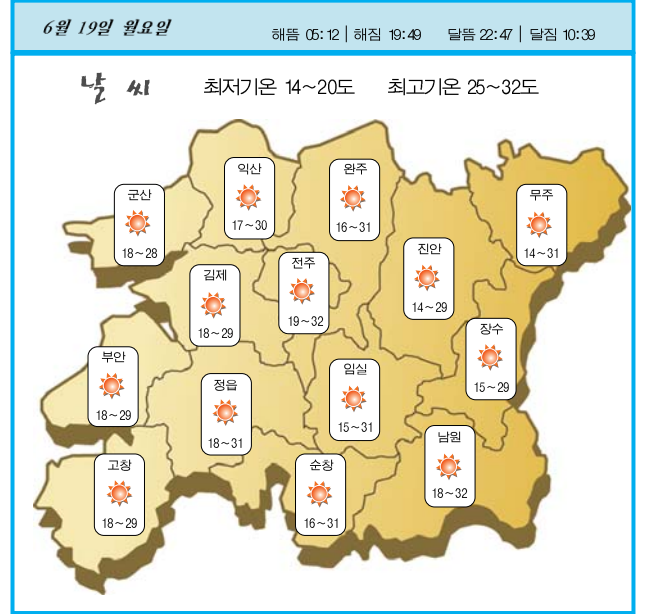 6월 19일 월요일
해뜸 05:12 | 해짐 19:49 달뜸 22:47 | 달짐 10:39
날 씨 최저기온 14~20도 최고기온 25~32도
익산
17~30
완주
16~31
군산
18~28
무주
14~31
진안
14~29
전주
19~32
김제
18~29
장수
15~29
부안
18~29
임실
15~31
정읍
18~31
남원
18~32
고창
18~29
순창
16~31